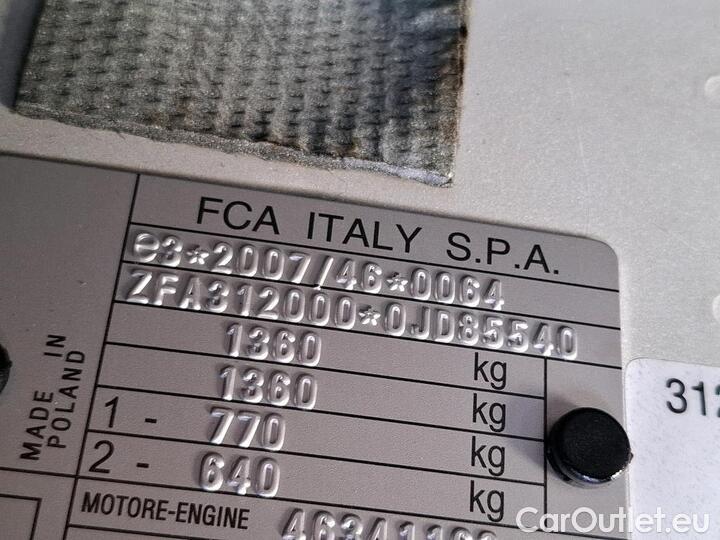 FCA ITALY S.P.A.
e3*2007/46*0064
ZFA312000*0JD85540
1360 kg
1360 kg
1 - 770 kg
2 - 640 kg
MADE IN
POLAND
MOTORE-ENGINE
312
CarOutlet.eu